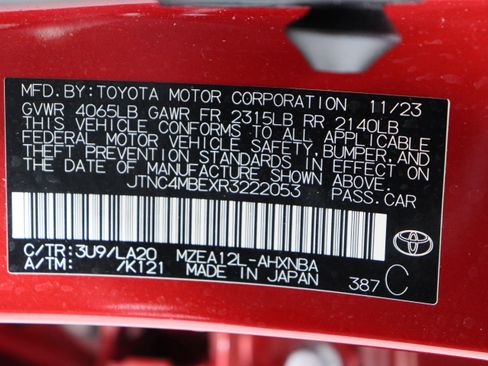 MFD.BY:TOYOTA MOTOR CORPORATION 11/23
GVWR 4065LB GAWR FR 2315LB RR 2140LB
THIS VEHICLE CONFORMS TO ALL APPLICABLE
FEDERAL MOTOR VEHICLE SAFETY,BUMPER,AND
THEFT PREVENTION STANDARDS IN EFFECT ON
THE DATE OF MANUFACTURE SHOWN ABOVE.
JTNC4MBEXR3222053 PASS.CAR
C/TR:3U9/LA20 MZEA12L-AHXNBA
A/TM: /K121 MADE IN JAPAN
387 C
TOYOTA